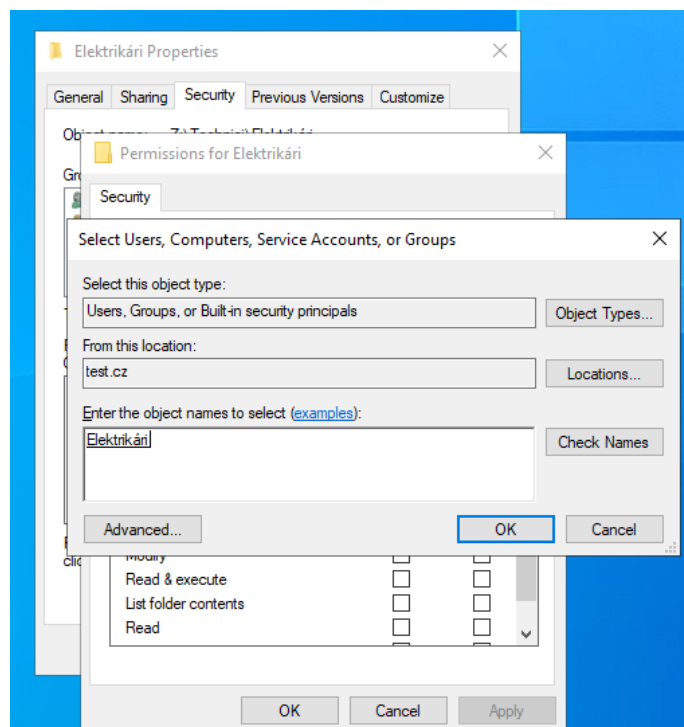 Elektrikári Properties
General Sharing Security Previous Versions Customize
Permissions for Elektrikári
Security
Select Users, Computers, Service Accounts, or Groups
Select this object type:
Users, Groups, or Built-in security principals
Object Types...
From this location:
test.cz
Locations...
Enter the object names to select (examples):
Elektrikári
Check Names
Advanced...
OK
Cancel
Read & execute
List folder contents
Read
OK
Cancel
Apply